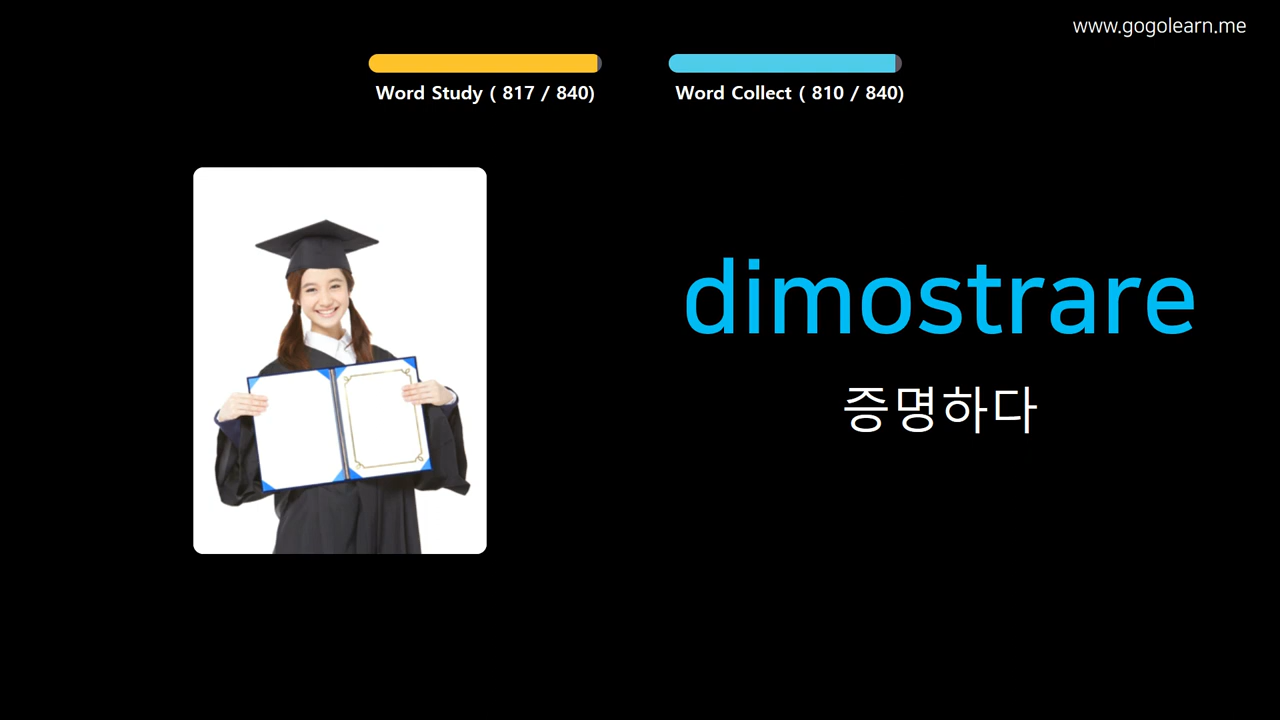 www.gogolearn.me
Word Study ( 817 / 840)
Word Collect ( 810 / 840)
dimostrare
증명하다